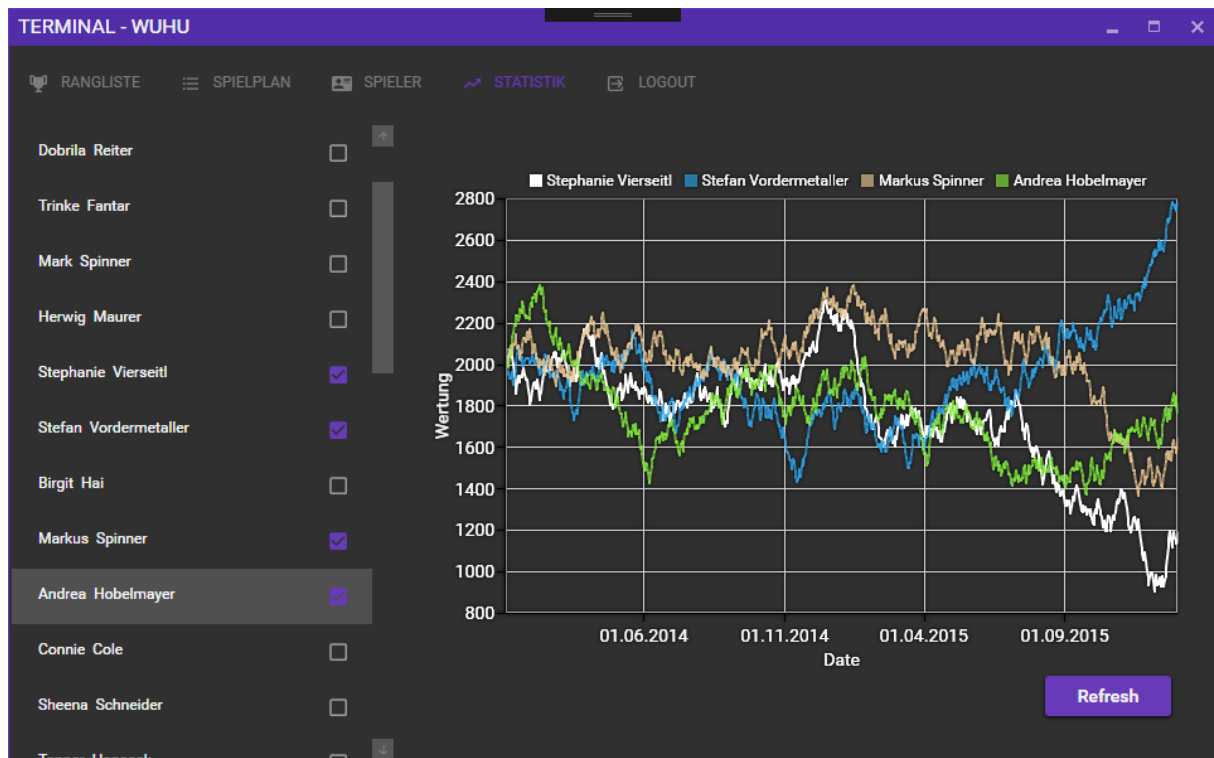 TERMINAL - WUHU
RANGLISTE SPIELPLAN SPIELER STATISTIK LOGOUT
Dobrila Reiter
Trinke Fantar
Mark Spinner
Herwig Maurer
Stephanie Vierseitl
Stefan Vordermetaller
Birgit Hai
Markus Spinner
Andrea Hobelmayer
Connie Cole
Sheena Schneider
Stephanie Vierseitl Stefan Vordermetaller Markus Spinner Andrea Hobelmayer
2800
2600
2400
2200
2000
1800
1600
1400
1200
1000
800
Wertung
01.06.2014 01.11.2014 01.04.2015 01.09.2015
Date
Refresh